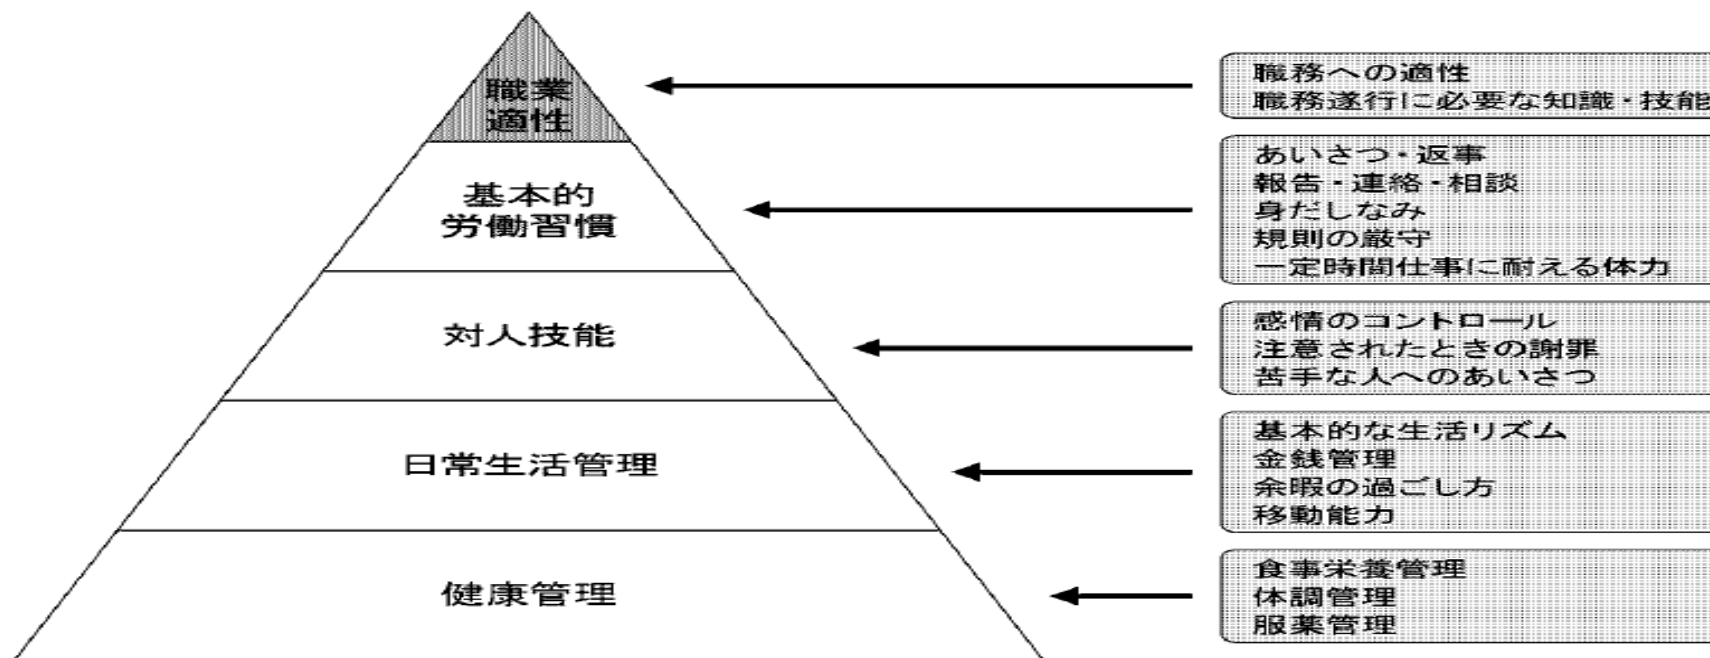 職業
適性
職務への適性
職務遂行に必要な知識・技能
基本的
労働習慣
あいさつ・返事
報告・連絡・相談
身だしなみ
規則の厳守
一定時間仕事に耐える体力
対人技能
感情のコントロール
注意されたときの謝罪
苦手な人へのあいさつ
日常生活管理
基本的な生活リズム
金銭管理
余暇の過ごし方
移動能力
健康管理
食事栄養管理
体調管理
服薬管理